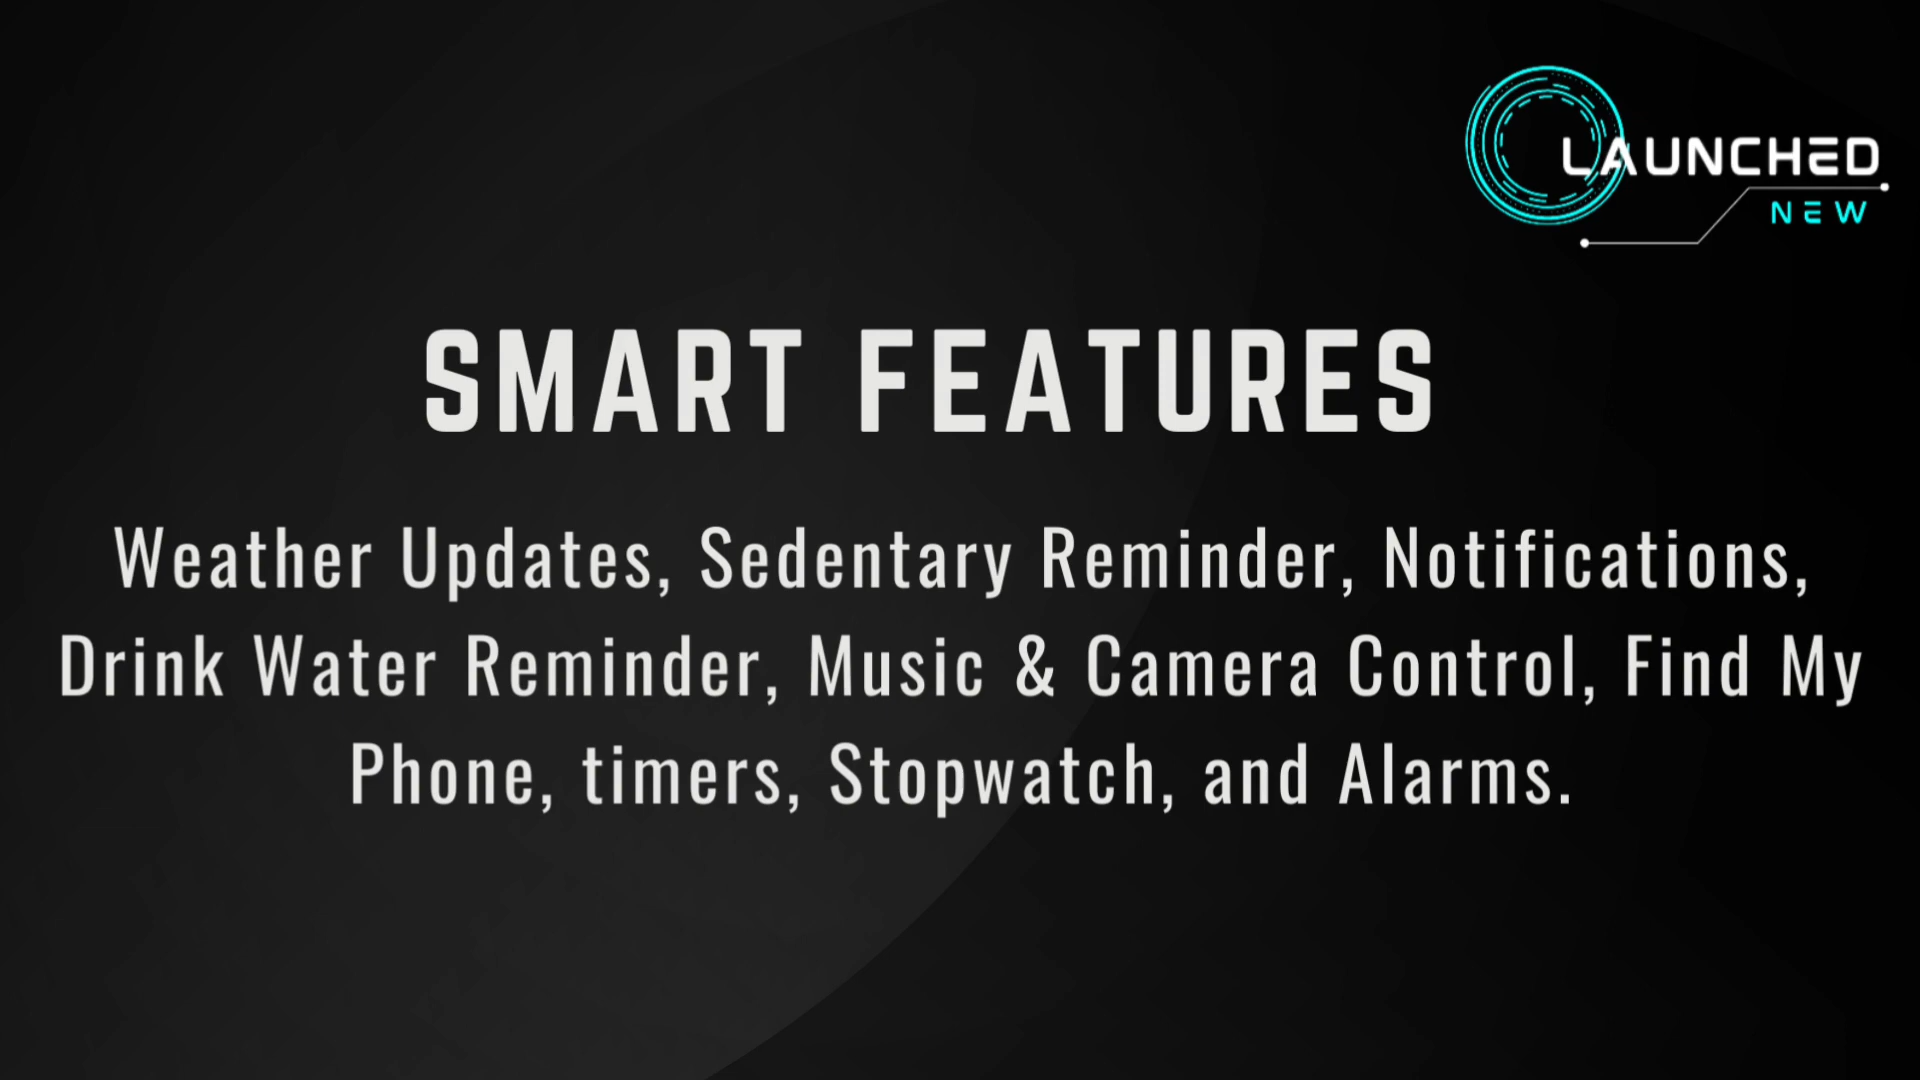 LAUNCHED
NEW
SMART FEATURES
Weather Updates, Sedentary Reminder, Notifications,
Drink Water Reminder, Music & Camera Control, Find My
Phone, timers, Stopwatch, and Alarms.